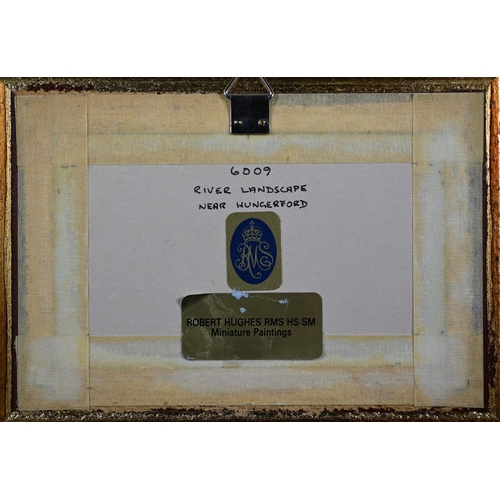 6009
RIVER LANDSCAPE
NEAR HUNGERFORD
RMS
ROBERT HUGHES RMS HS SM
Miniature Paintings